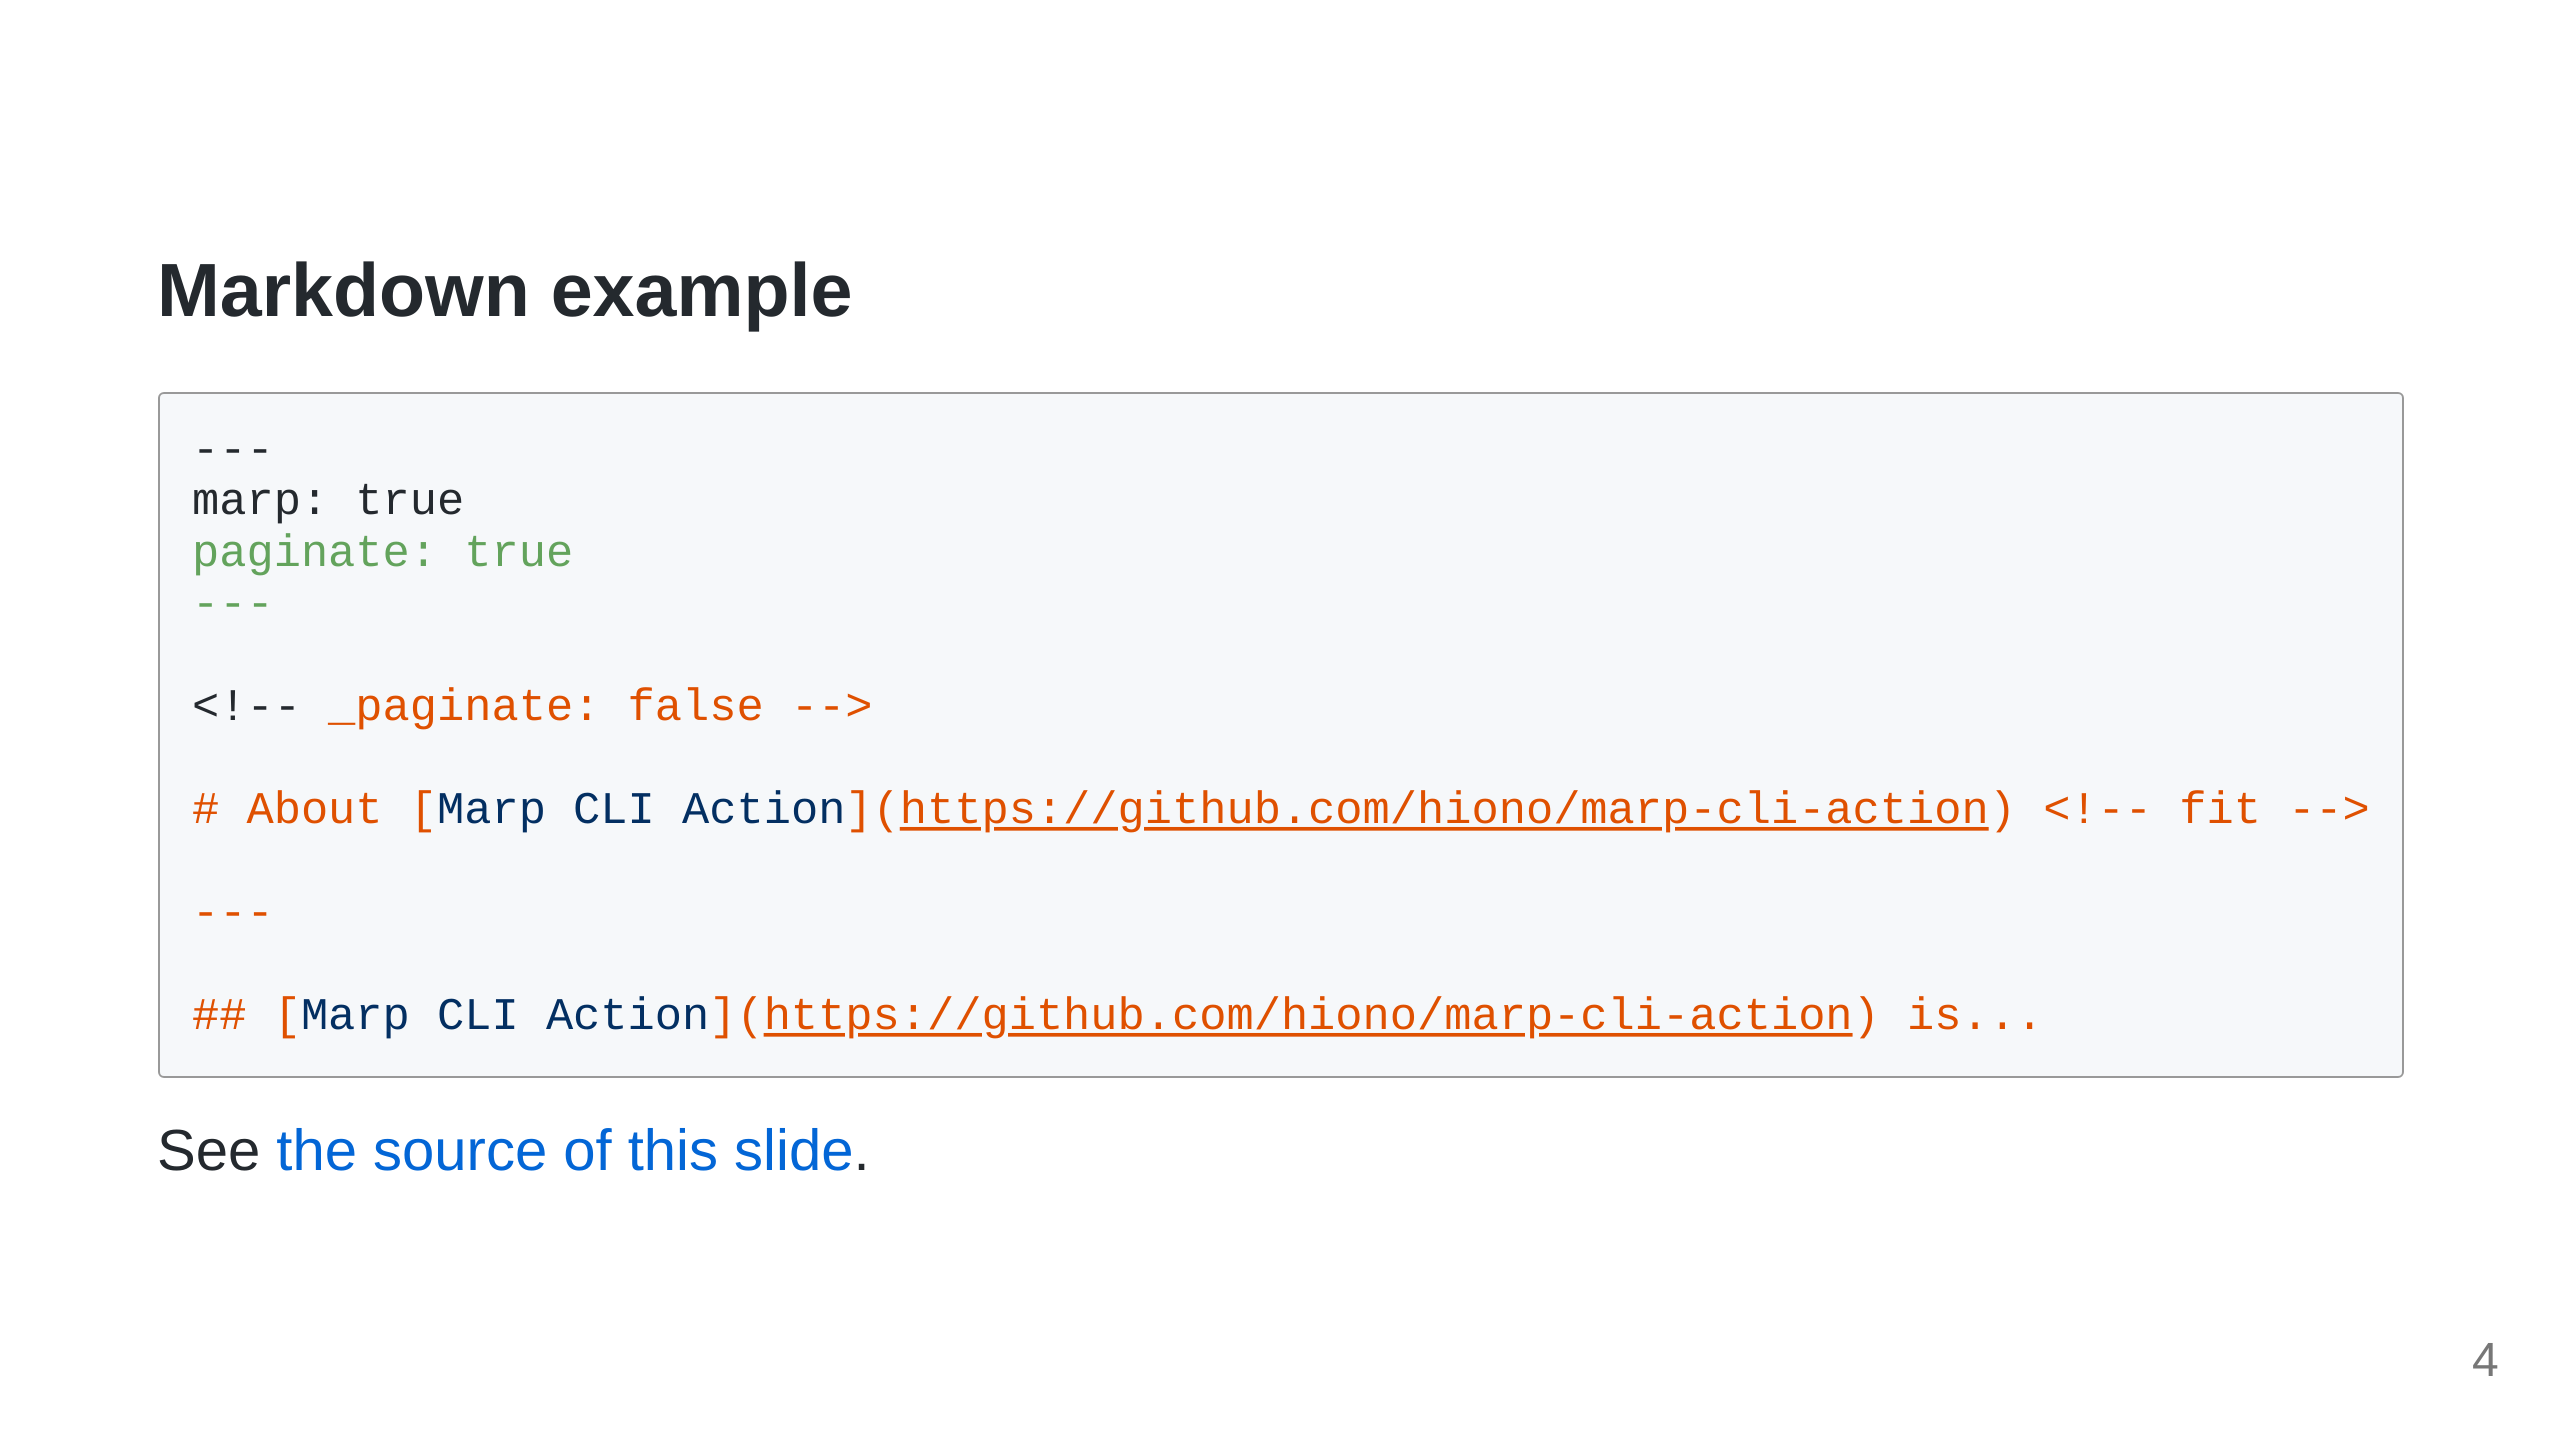 Markdown example
---
marp: true
paginate: true
---
<!-- _paginate: false -->
# About [Marp CLI Action](https://github.com/hiono/marp-cli-action) <!-- fit -->
---
## [Marp CLI Action](https://github.com/hiono/marp-cli-action) is...
See the source of this slide.
4